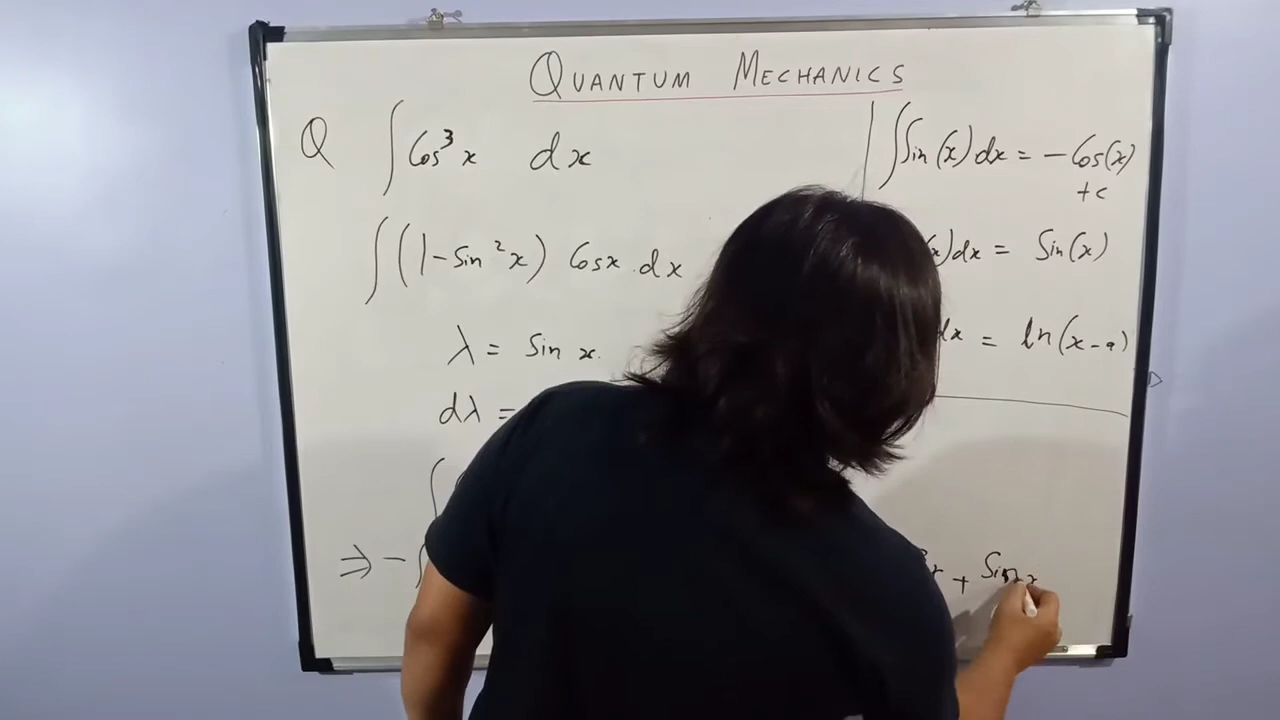 QUANTUM MECHANICS
Q ∫ Cos³x dx
∫ (1-Sin²x) Cosx.dx
λ = Sin x.
dλ =
∫
⇒ -∫
x + Sin x
∫Sin(x)dx = -Cos(x)
+c
x)dx = Sin(x)
dx = ln(x-a)